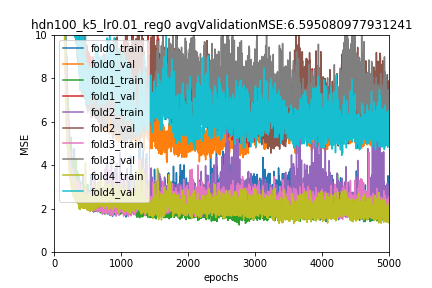 hdn100_k5_lr0.01_reg0 avgValidationMSE:6.595080977931241
10
8
6
4
2
0
MSE
fold0_train
fold0_val
fold1_train
fold1_val
fold2_train
fold2_val
fold3_train
fold3_val
fold4_train
fold4_val
0 1000 2000 3000 4000 5000
epochs